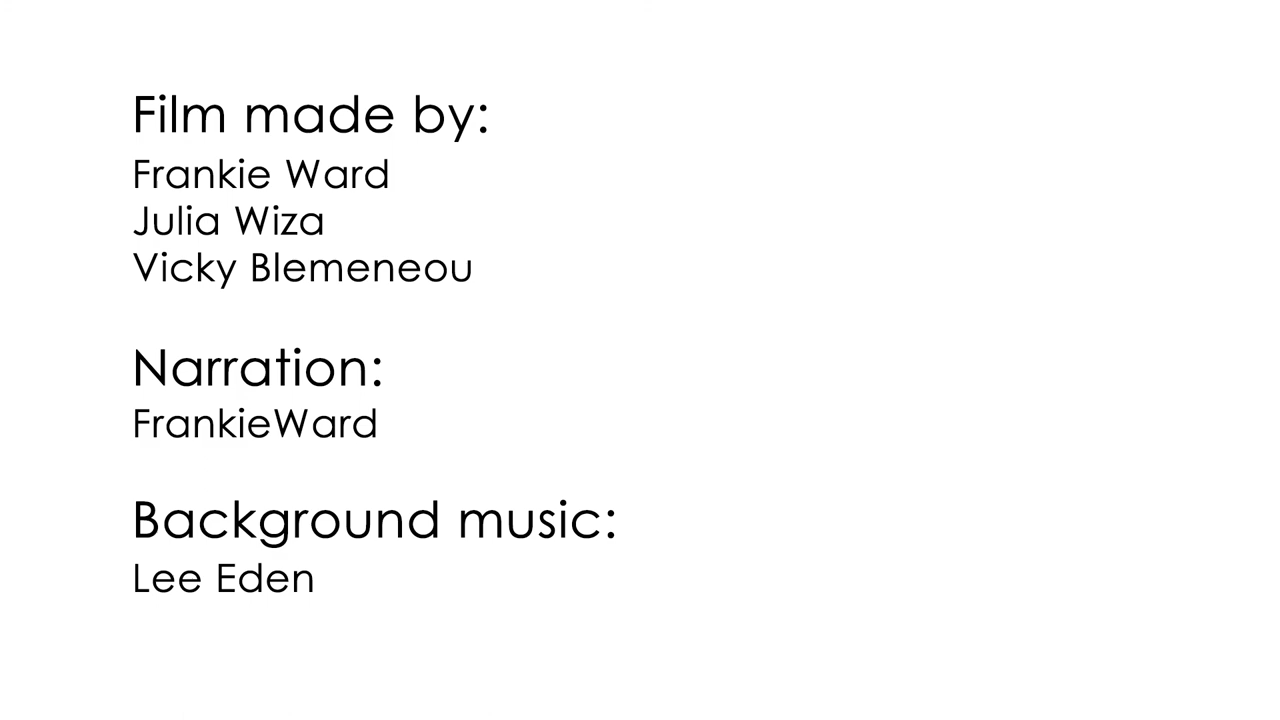 Film made by:
Frankie Ward
Julia Wiza
Vicky Blemeneou
Narration:
FrankieWard
Background music:
Lee Eden